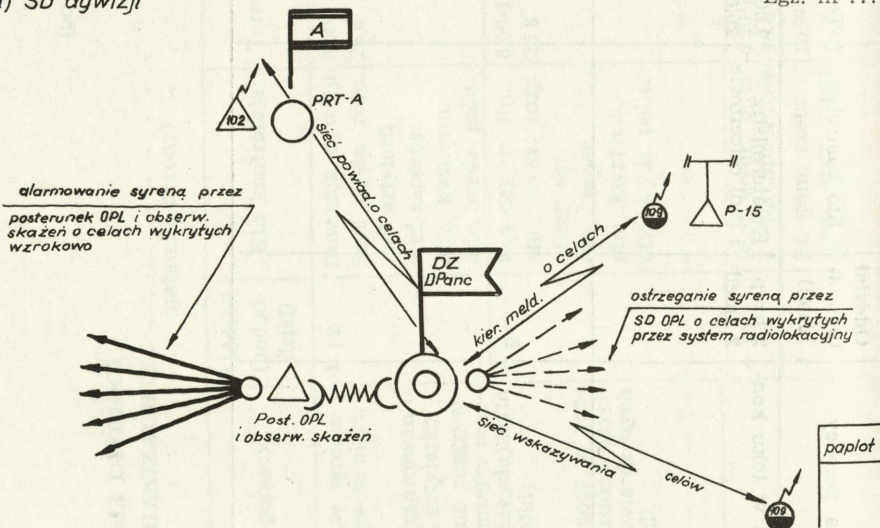 SD dywizji
Egz. nr ...
A
PRT-A
102
sieć powiad. o celach
alarmowanie syreną przez
posterunek OPL i obserw.
skażeń o celach wykrytych
wzrokowo
109
P-15
o celach
kier. meld.
DZ
DPanc
ostrzeganie syreną przez
SD OPL o celach wykrytych
przez system radiolokacyjny
Post. OPL
i obserw. skażeń
sieć wskazywania
celów
paplot
109